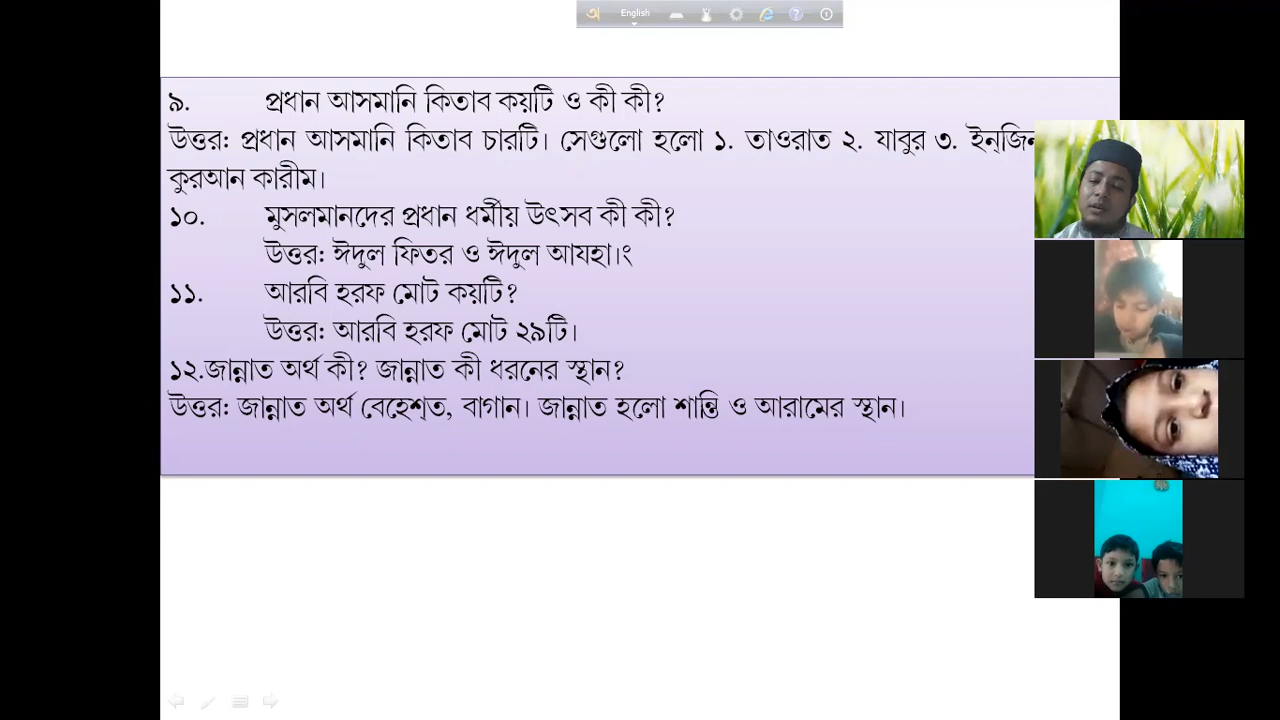 English
৯. প্রধান আসমানি কিতাব কয়টি ও কী কী?
উত্তর: প্রধান আসমানি কিতাব চারটি। সেগুলো হলো ১. তাওরাত ২. যাবুর ৩.
কুরআন কারীম।
১০. মুসলমানদের প্রধান ধর্মীয় উৎসব কী কী?
উত্তর: ঈদুল ফিতর ও ঈদুল আযহা।ং
১১. আরবি হরফ মোট কয়টি?
উত্তর: আরবি হরফ মোট ২৯টি।
১২.জান্নাত অর্থ কী? জান্নাত কী ধরনের স্থান?
উত্তর: জান্নাত অর্থ বেহেশ্‌ত, বাগান। জান্নাত হলো শান্তি ও আরামের স্থান।